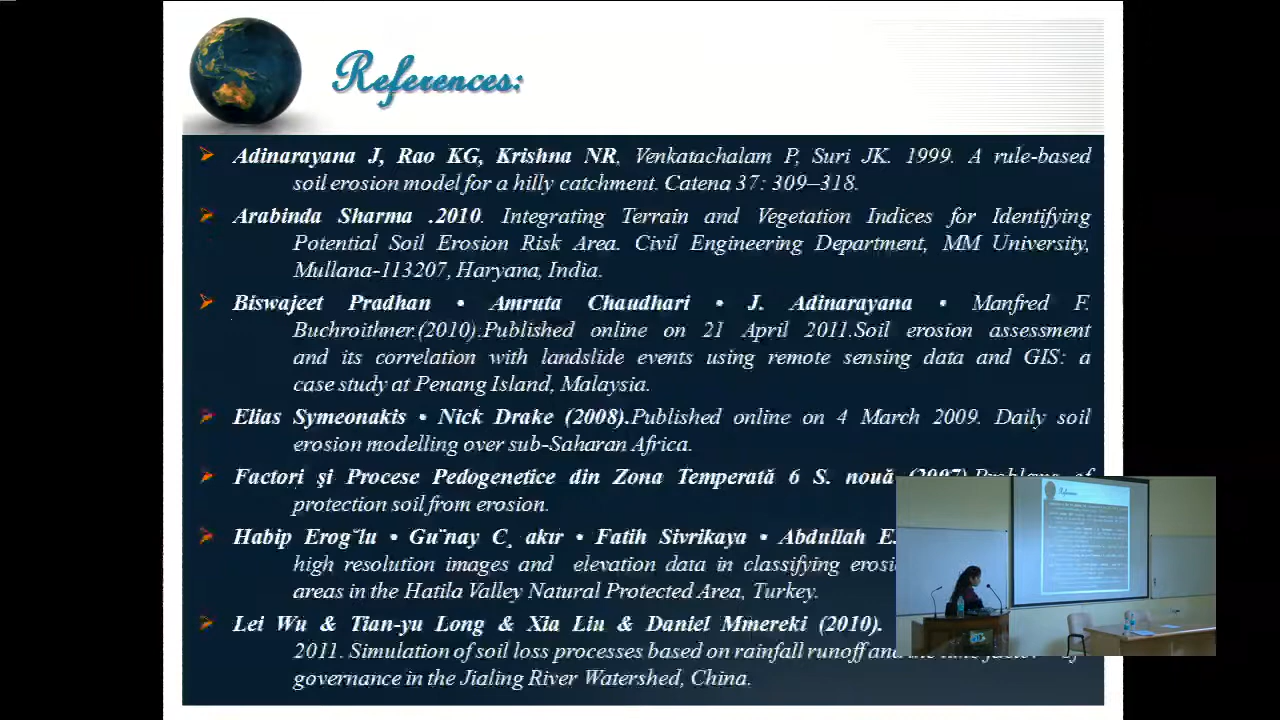 References:
Adinarayana J, Rao KG, Krishna NR, Venkatachalam P, Suri JK. 1999. A rule-based
soil erosion model for a hilly catchment. Catena 37: 309–318.
Arabinda Sharma .2010. Integrating Terrain and Vegetation Indices for Identifying
Potential Soil Erosion Risk Area. Civil Engineering Department, MM University,
Mullana-113207, Haryana, India.
Biswajeet Pradhan • Amruta Chaudhari • J. Adinarayana • Manfred F.
Buchroithner.(2010).Published online on 21 April 2011.Soil erosion assessment
and its correlation with landslide events using remote sensing data and GIS: a
case study at Penang Island, Malaysia.
Elias Symeonakis • Nick Drake (2008).Published online on 4 March 2009. Daily soil
erosion modelling over sub-Saharan Africa.
Factori şi Procese Pedogenetice din Zona Temperată 6 S. nouă (2007).Problems of
protection soil from erosion.
Habip Erog˘lu • Gu¨nay C¸ akır • Fatih Sivrikaya • Abdullah E.
high resolution images and elevation data in classifying
areas in the Hatila Valley Natural Protected Area, Turkey.
Lei Wu & Tian-yu Long & Xia Liu & Daniel Mmereki (2010).
2011. Simulation of soil loss processes based on rainfall runoff and the time factor of
governance in the Jialing River Watershed, China.
References